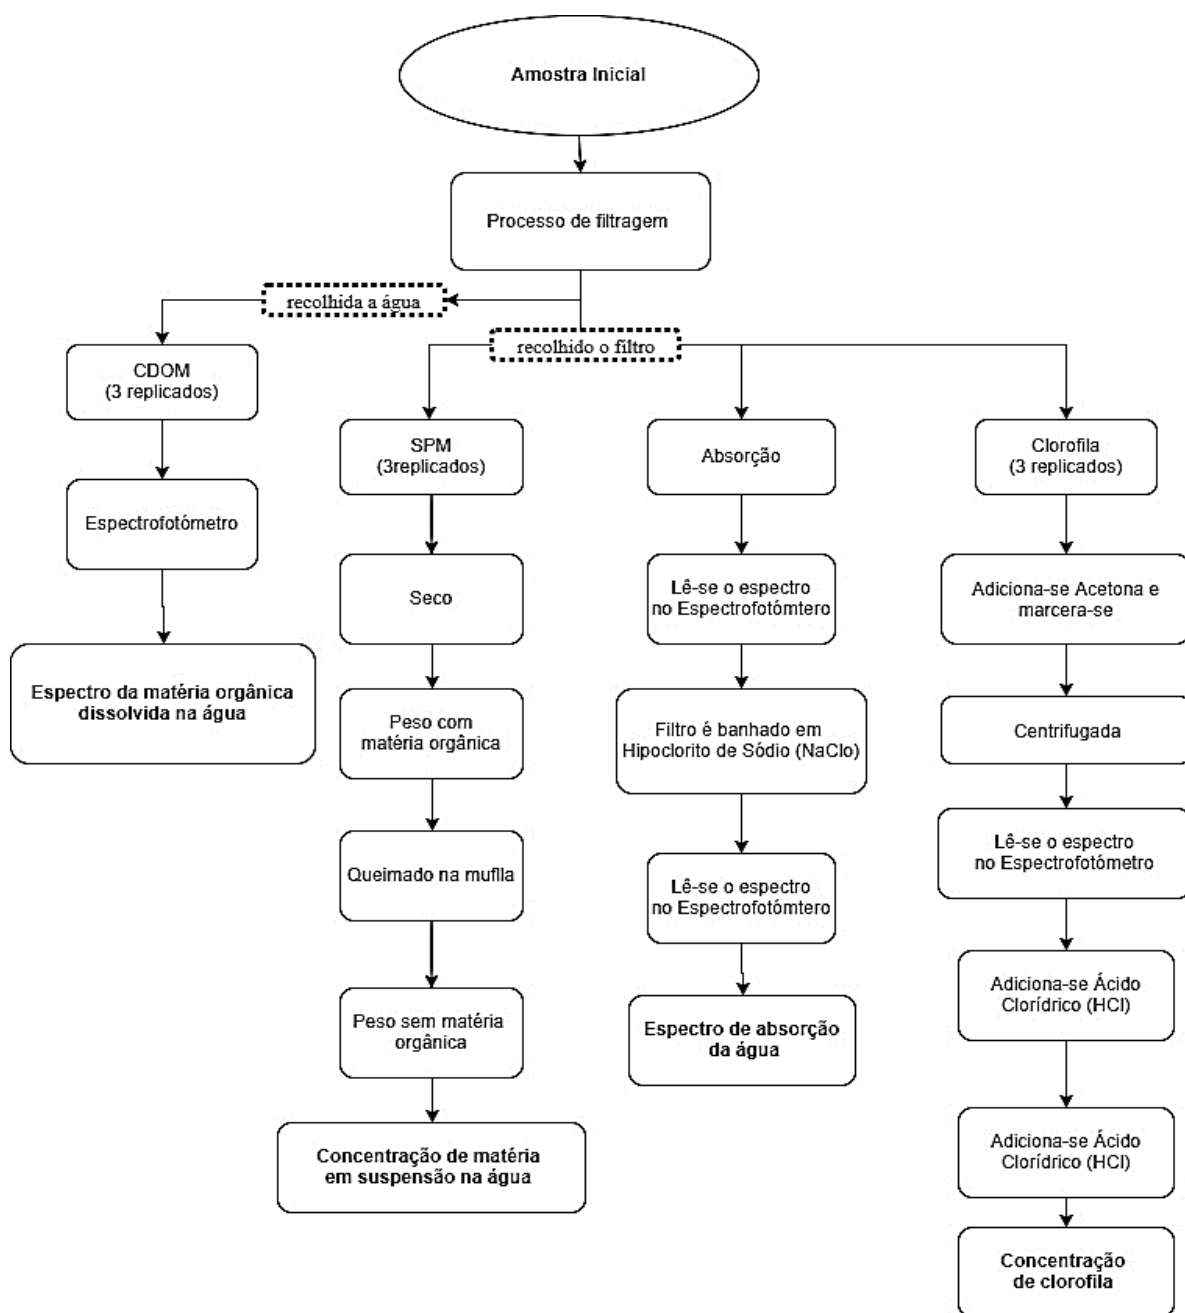 Amostra Inicial
Processo de filtragem
recolhida a água
recolhido o filtro
CDOM
(3 replicados)
Espectrofotómetro
Espectro da matéria orgânica
dissolvida na água
SPM
(3replicados)
Seco
Peso com
matéria orgânica
Queimado na muflla
Peso sem matéria
orgânica
Concentração de matéria
em suspensão na água
Absorção
Lê-se o espectro
no Espectrofotómtero
Filtro é banhado em
Hipoclorito de Sódio (NaClo)
Lê-se o espectro
no Espectrofotómtero
Espectro de absorção
da água
Clorofila
(3 replicados)
Adiciona-se Acetona e
marcera-se
Centrifugada
Lê-se o espectro
no Espectrofotómetro
Adiciona-se Ácido
Clorídrico (HCl)
Adiciona-se Ácido
Clorídrico (HCl)
Concentração
de clorofila